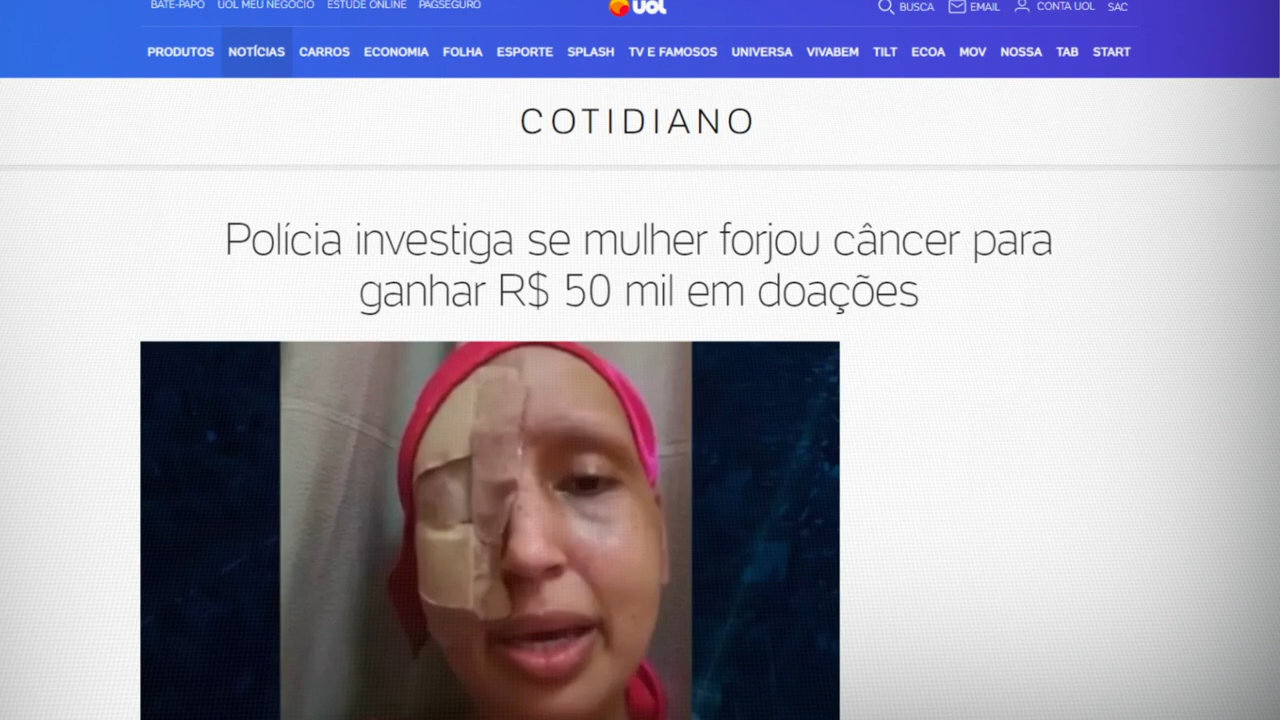 BATE-PAPO UOL MEU NEGÓCIO ESTUDE ONLINE PAGSEGURO UOL BUSCA EMAIL CONTA UOL SAC
PRODUTOS NOTÍCIAS CARROS ECONOMIA FOLHA ESPORTE SPLASH TV E FAMOSOS UNIVERSA VIVABEM TILT ECOA MOV NOSSA TAB START
COTIDIANO
Polícia investiga se mulher forjou câncer para
ganhar R$ 50 mil em doações